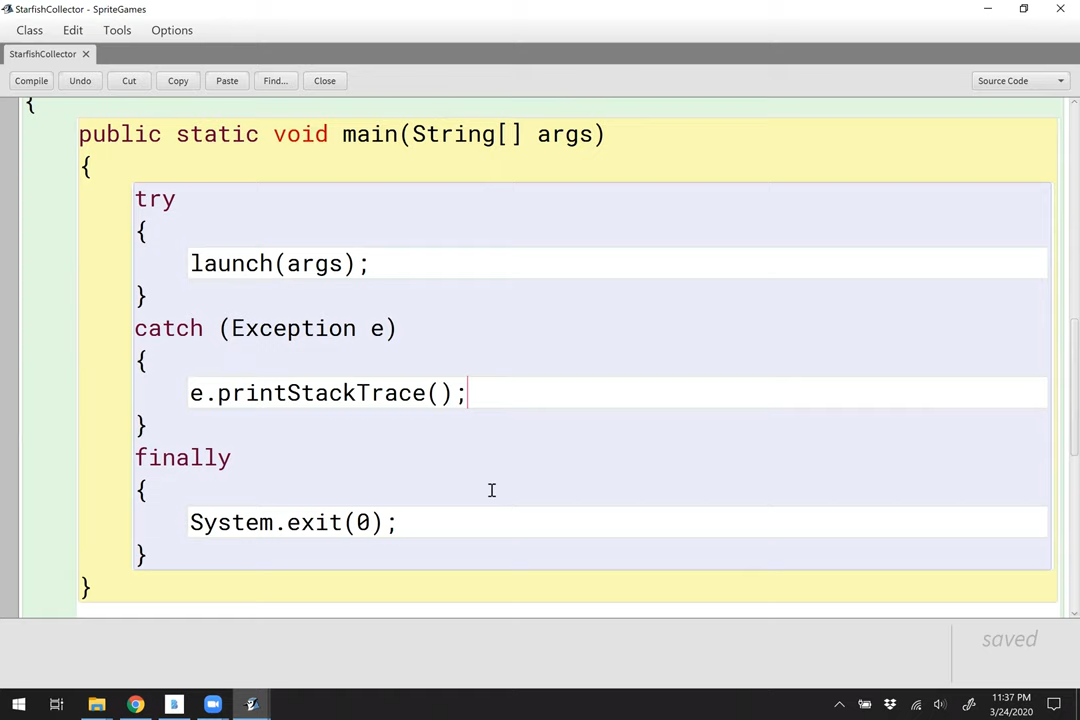 StarfishCollector - SpriteGames
Class Edit Tools Options
StarfishCollector
Compile Undo Cut Copy Paste Find... Close Source Code
{
public static void main(String[] args)
{
try
{
launch(args);
}
catch (Exception e)
{
e.printStackTrace();
}
finally
{
System.exit(0);
}
}
saved
11:37 PM
3/24/2020